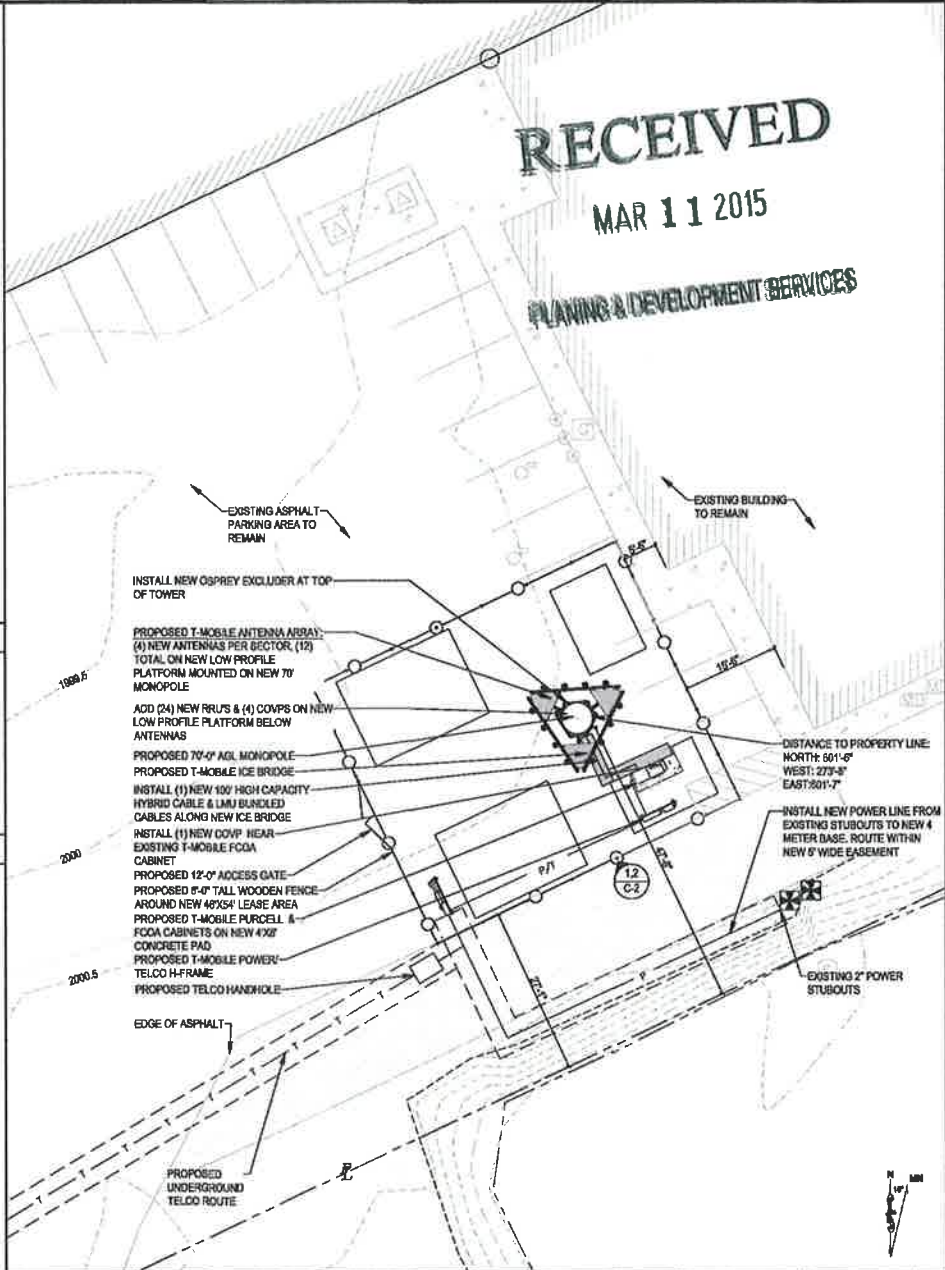 RECEIVED
MAR 11 2015
PLANING & DEVELOPMENT SERVICES
EXISTING ASPHALT
PARKING AREA TO
REMAIN
EXISTING BUILDING
TO REMAIN
INSTALL NEW OSPREY EXCLUDER AT TOP
OF TOWER
PROPOSED T-MOBILE ANTENNA ARRAY:
(4) NEW ANTENNAS PER SECTOR, (12)
TOTAL ON NEW LOW PROFILE
PLATFORM MOUNTED ON NEW 70'
MONOPOLE
ADD (24) NEW RRU'S & (4) COVPS ON NEW
LOW PROFILE PLATFORM BELOW
ANTENNAS
PROPOSED 70'-0" AGL MONOPOLE
PROPOSED T-MOBILE ICE BRIDGE
INSTALL (1) NEW 100' HIGH CAPACITY
HYBRID CABLE & LMU BUNDLED
CABLES ALONG NEW ICE BRIDGE
INSTALL (1) NEW COVP NEAR
EXISTING T-MOBILE FCOA
CABINET
PROPOSED 12'-0" ACCESS GATE
PROPOSED 6'-0" TALL WOODEN FENCE
AROUND NEW 48'X54' LEASE AREA
PROPOSED T-MOBILE PURCELL &
FCOA CABINETS ON NEW 4'X8'
CONCRETE PAD
PROPOSED T-MOBILE POWER/
TELCO H-FRAME
PROPOSED TELCO HANDHOLE
EDGE OF ASPHALT
PROPOSED
UNDERGROUND
TELCO ROUTE
DISTANCE TO PROPERTY LINE:
NORTH: 601'-6"
WEST: 273'-8"
EAST: 601'-7"
INSTALL NEW POWER LINE FROM
EXISTING STUBOUTS TO NEW 4
METER BASE. ROUTE WITHIN
NEW 5' WIDE EASEMENT
EXISTING 2" POWER
STUBOUTS
1999.5
2000
2000.5
15'-6"
P/T
1,2
C-2
P
T
N
MN